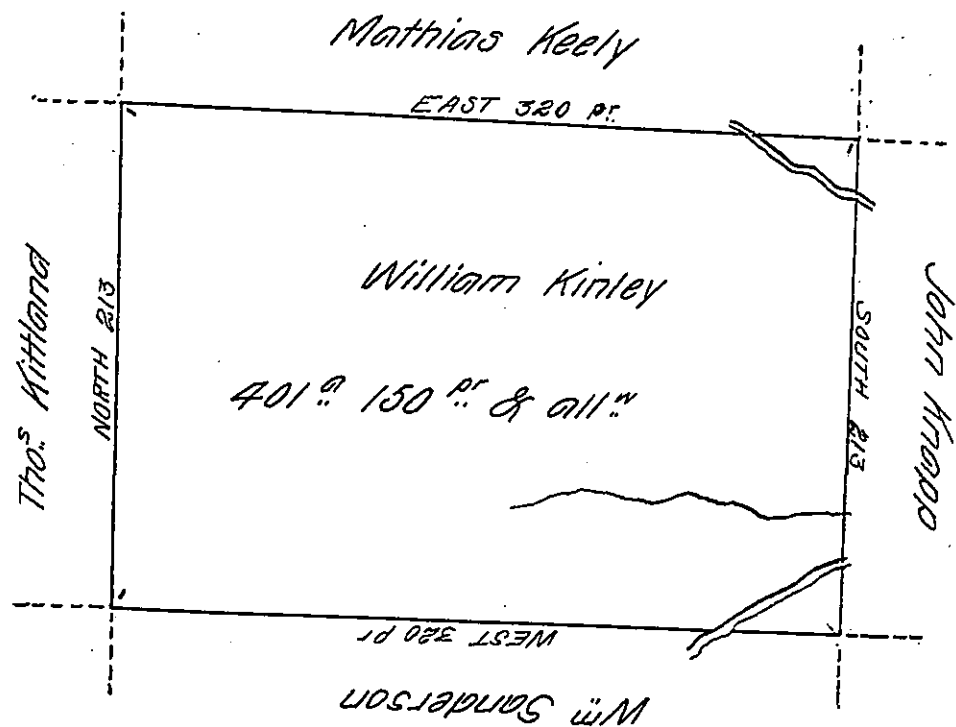 Mathias Keely
EAST 320 pr.
Tho.s Kittland
NORTH 213
William Kinley
401 a 150 pr & all w
SOUTH 213
John Knapp
WEST 320 pr
Wm Sanderson